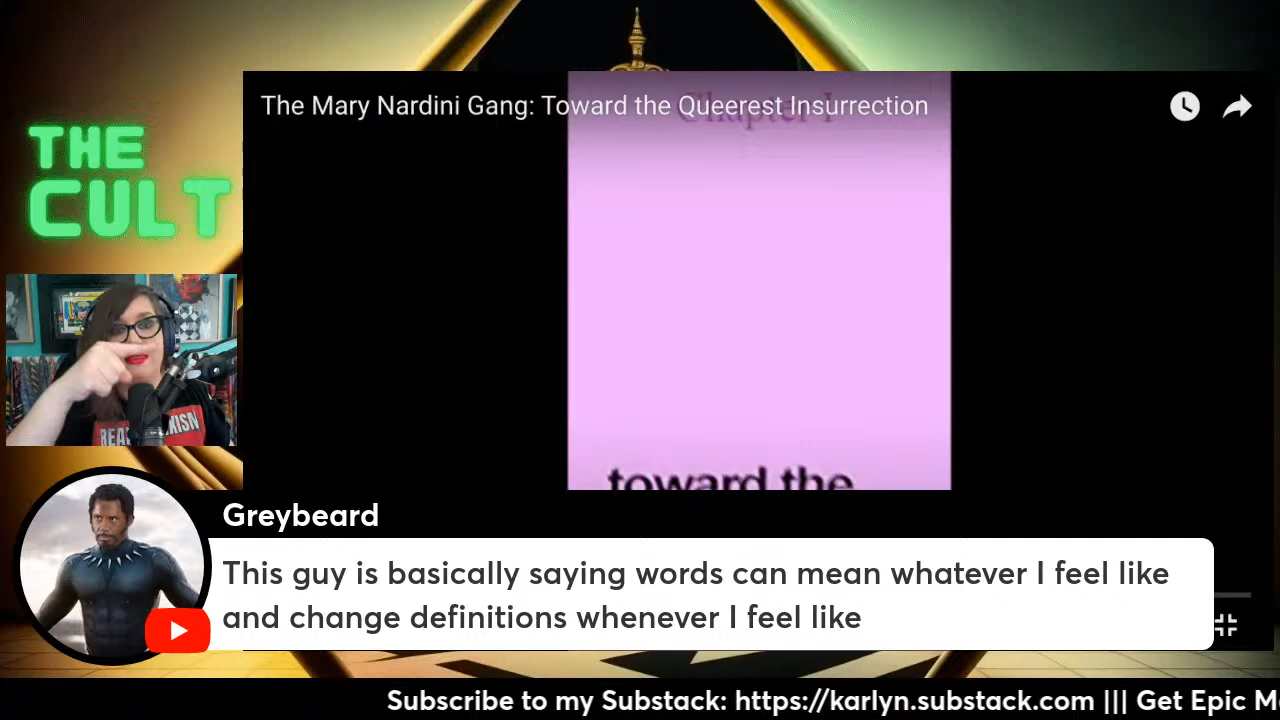 The Mary Nardini Gang: Toward the Queerest Insurrection
Chapter I
THE
CULT
toward the
Greybeard
This guy is basically saying words can mean whatever I feel like
and change definitions whenever I feel like
Subscribe to my Substack: https://karlyn.substack.com ||| Get Epic M